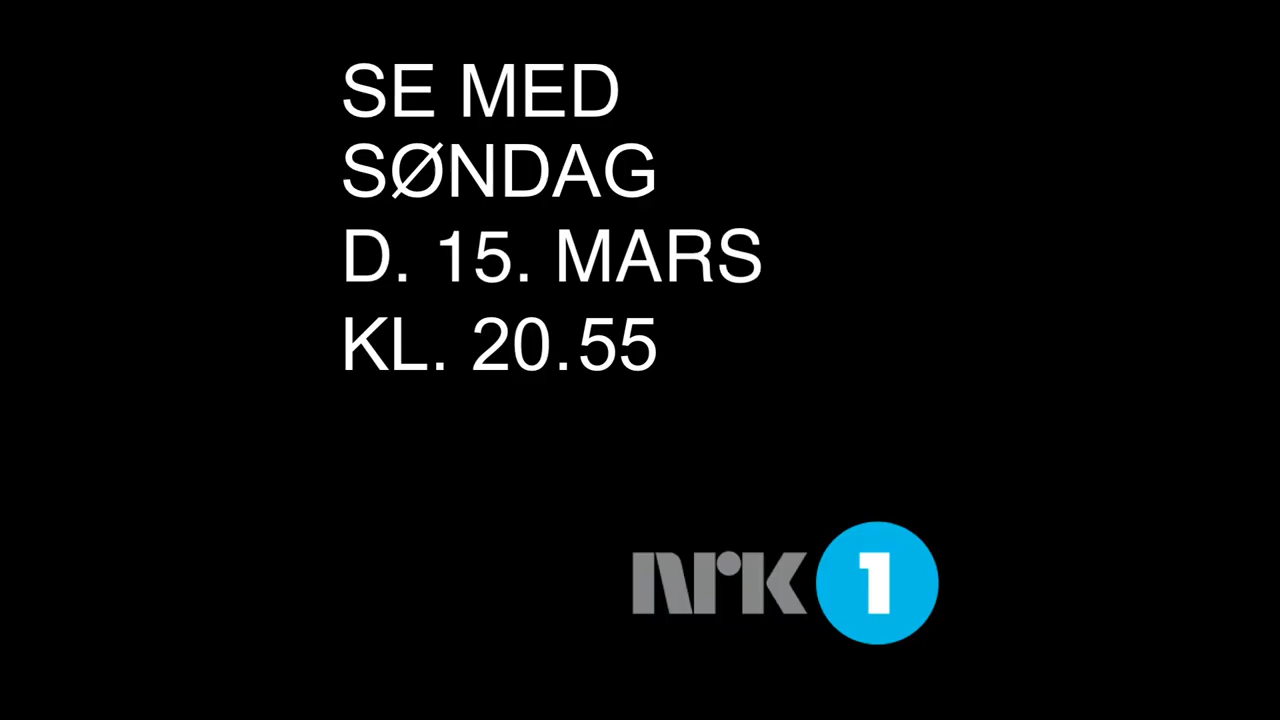 SE MED
SØNDAG
D. 15. MARS
KL. 20.55
NRK 1